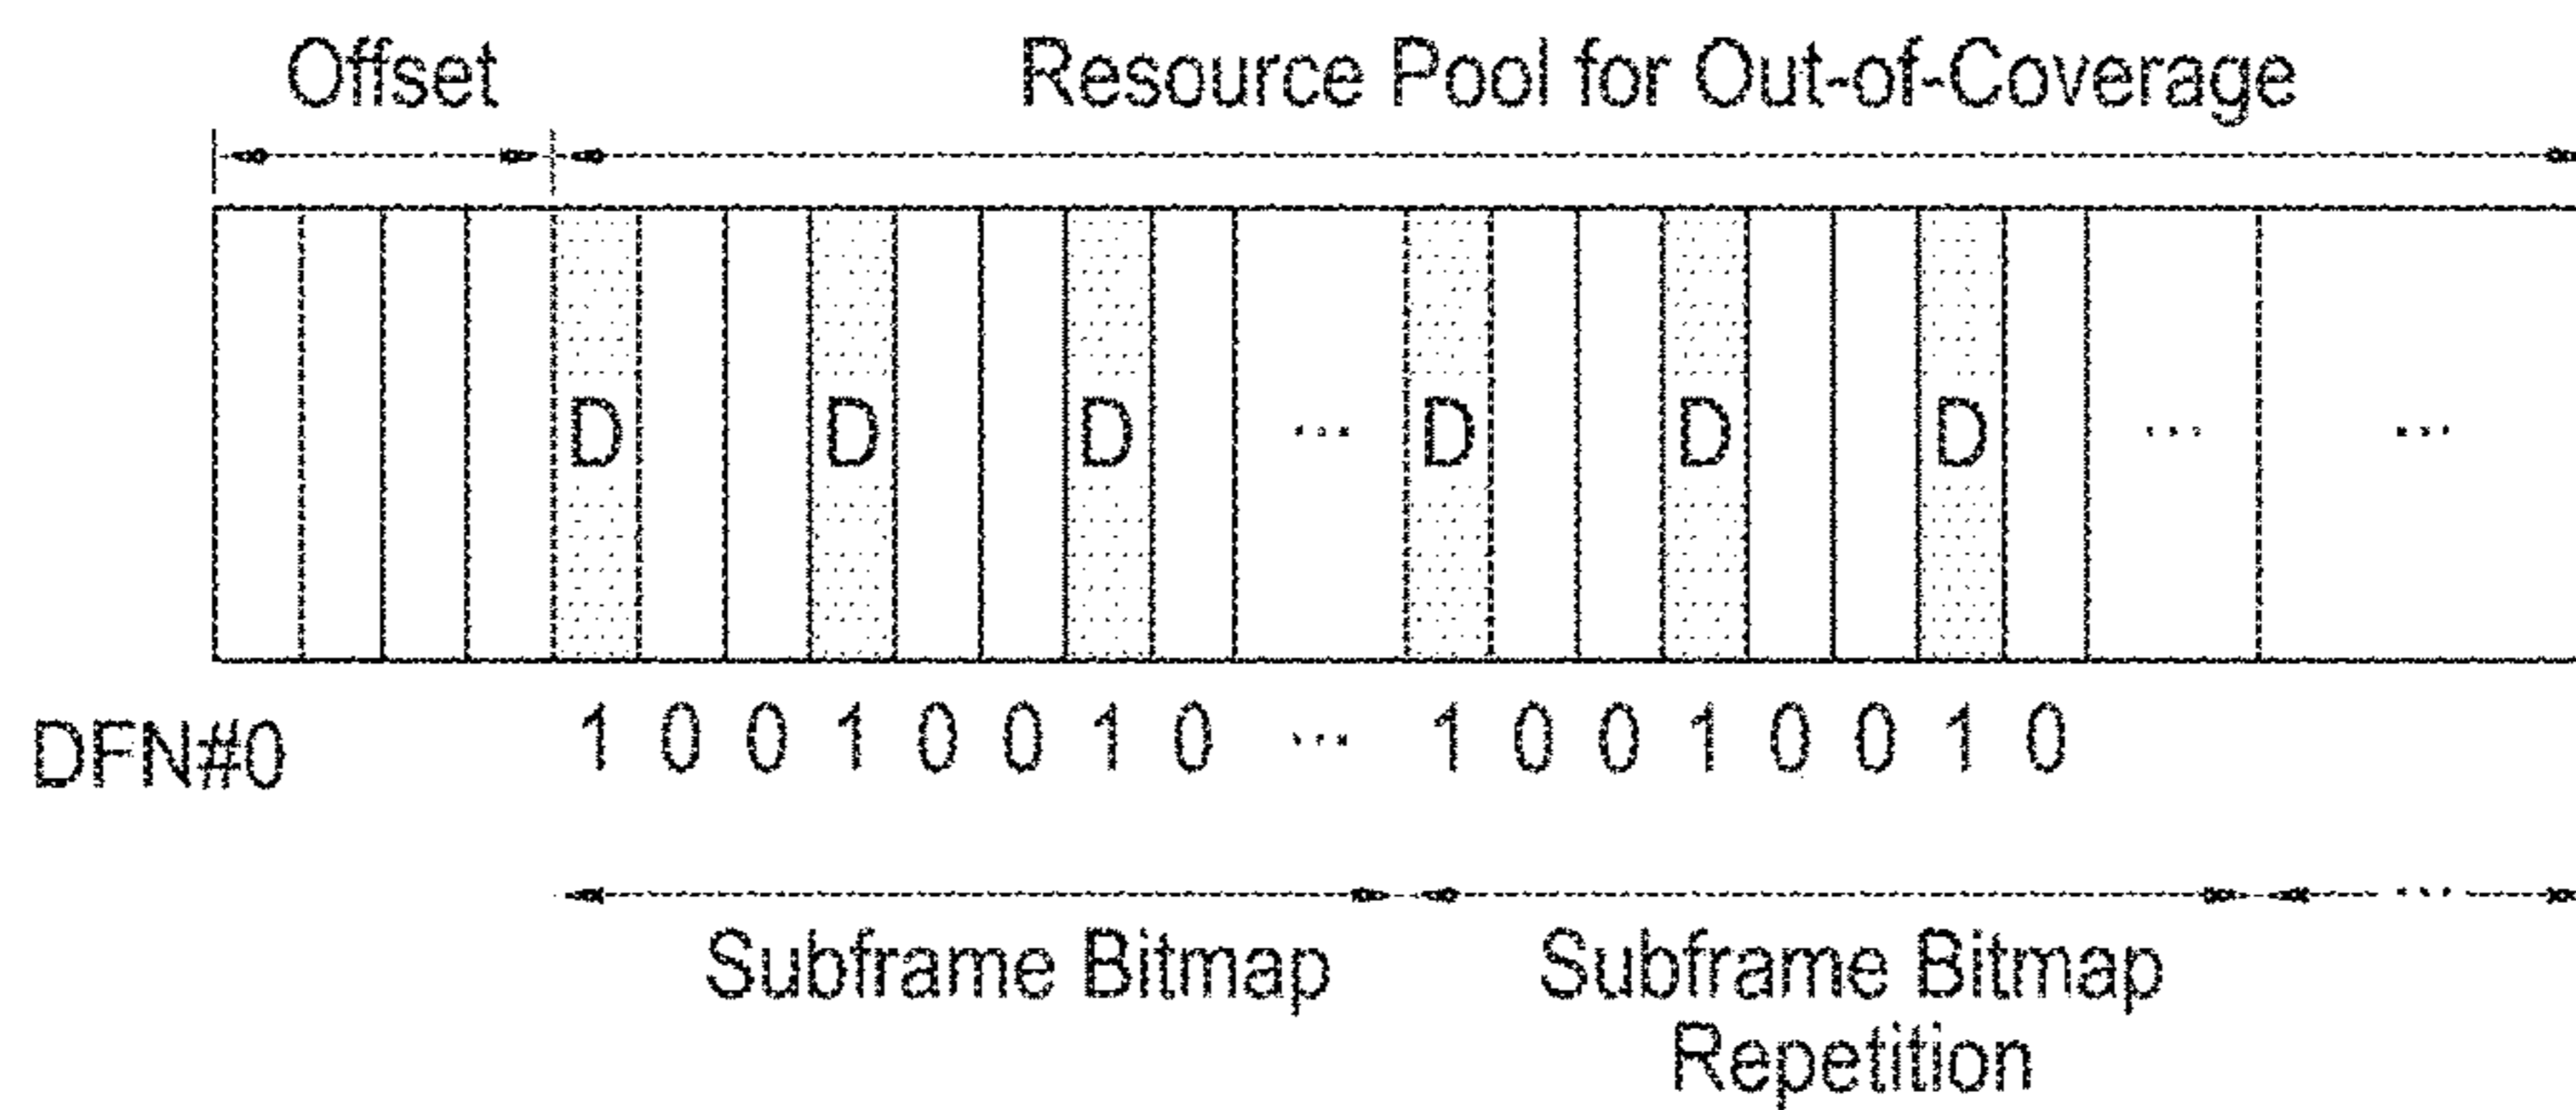 Offset Resource Pool for Out-of-Coverage
D D D ... D D D ... ...
DFN#0 1 0 0 1 0 0 1 0 ... 1 0 0 1 0 0 1 0
...
Subframe Bitmap Subframe Bitmap
Repetition